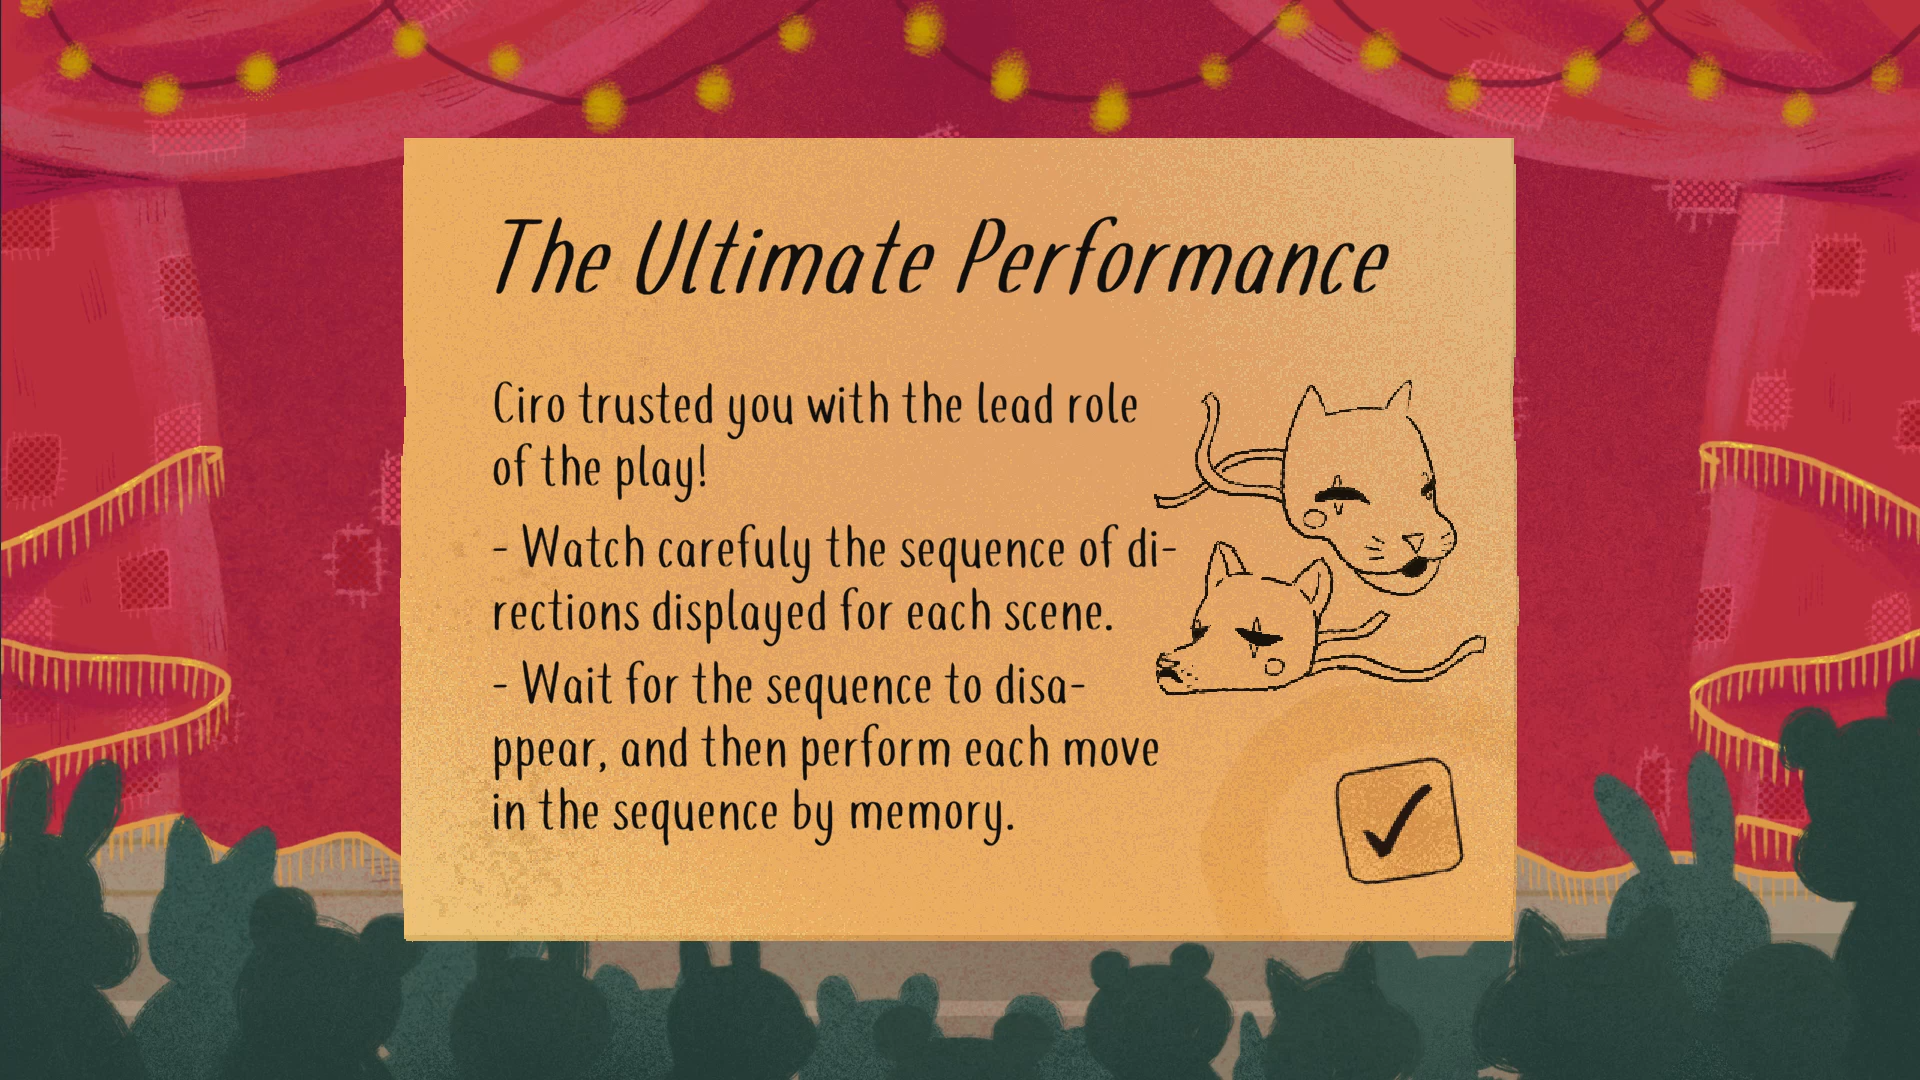 The Ultimate Performance
Ciro trusted you with the lead role
of the play!
- Watch carefuly the sequence of di-
rections displayed for each scene.
- Wait for the sequence to disa-
ppear, and then perform each move
in the sequence by memory.